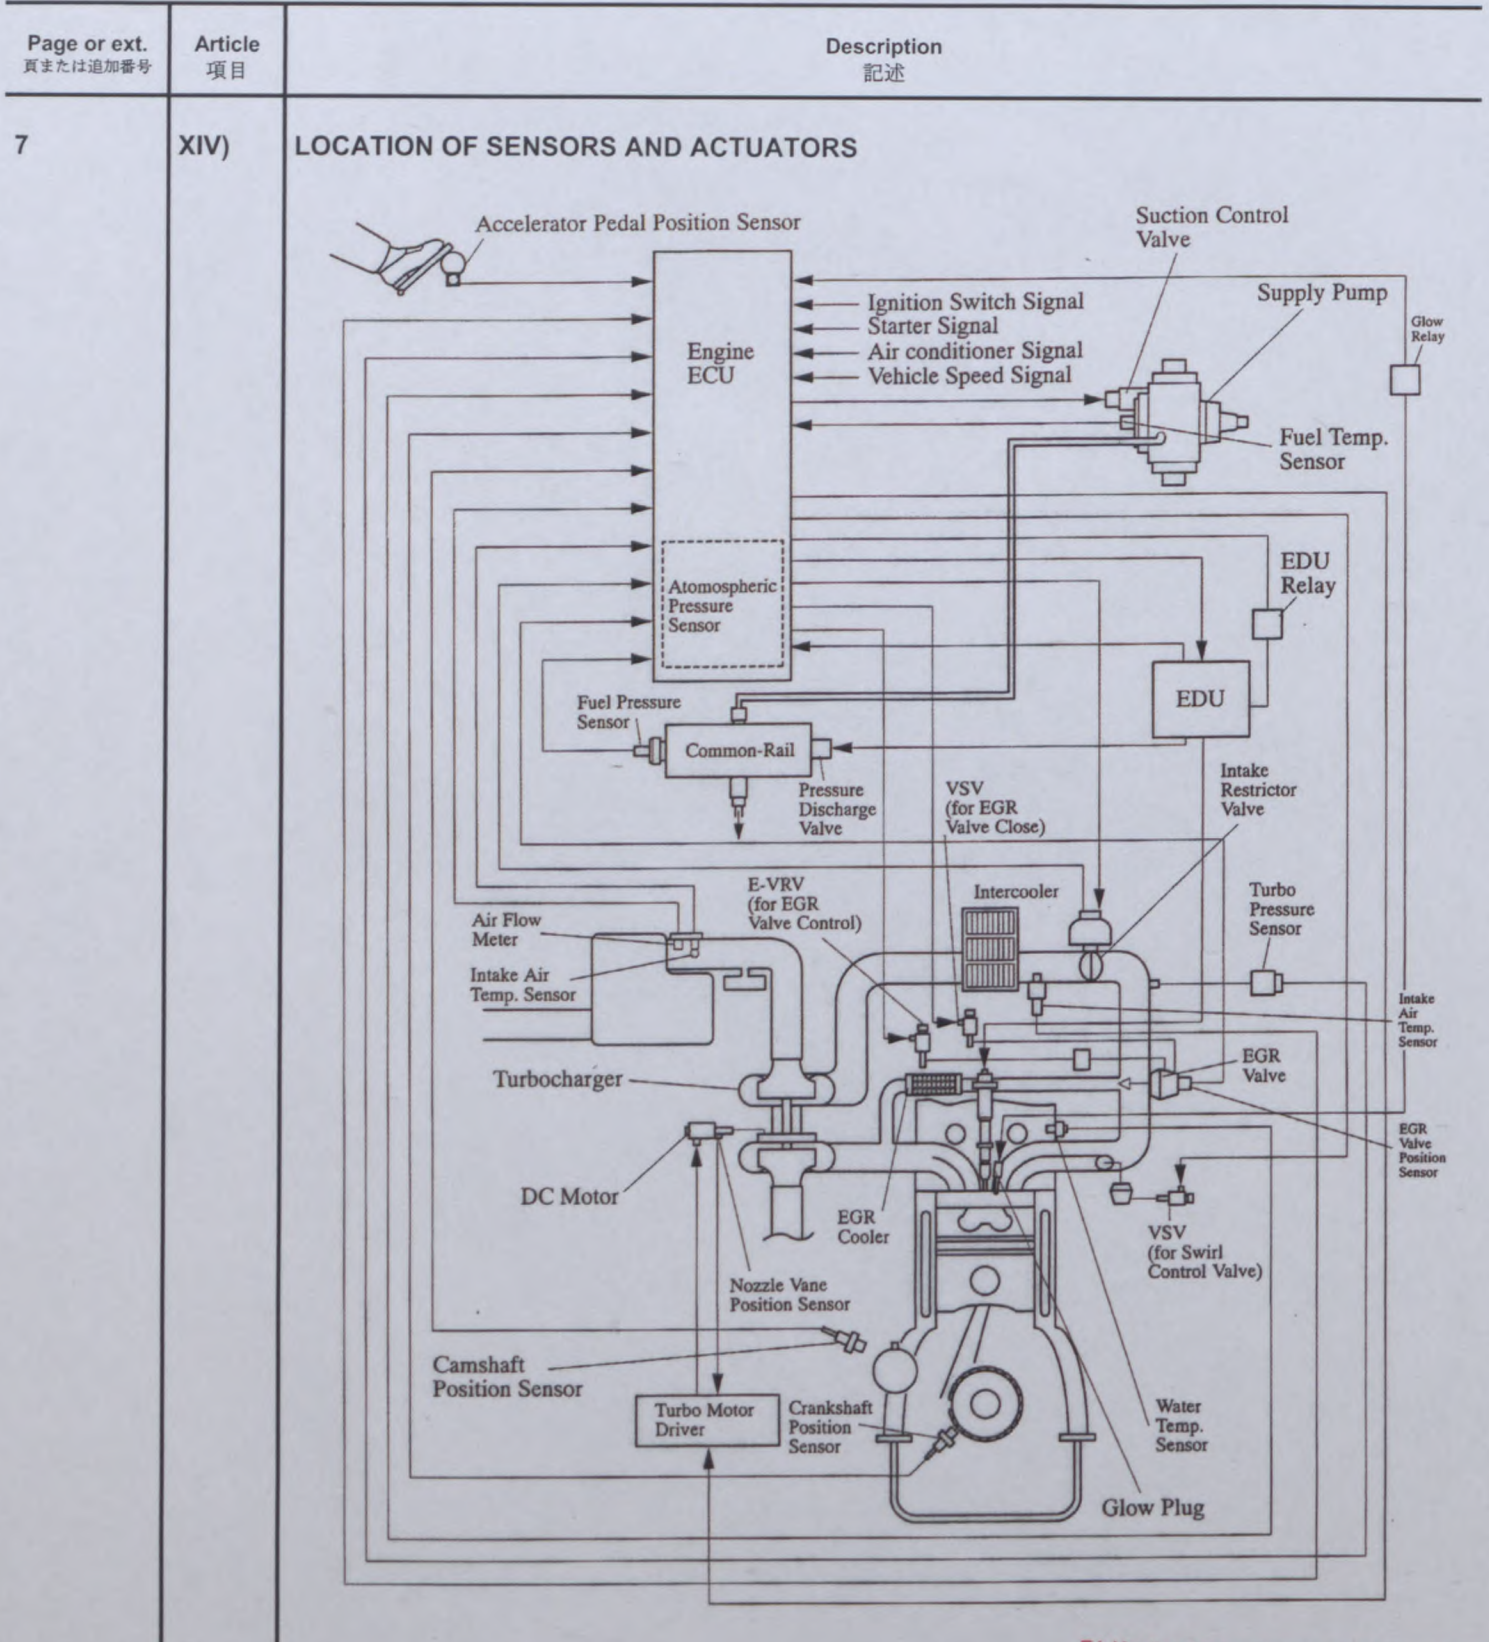 Page or ext.
頁または追加番号
Article
項目
Description
記述
7
XIV)
LOCATION OF SENSORS AND ACTUATORS
Accelerator Pedal Position Sensor
Suction Control
Valve
Supply Pump
Glow
Relay
Ignition Switch Signal
Starter Signal
Air conditioner Signal
Vehicle Speed Signal
Engine
ECU
Fuel Temp.
Sensor
EDU
Relay
Atomospheric
Pressure
Sensor
EDU
Fuel Pressure
Sensor
Common-Rail
Pressure
Discharge
Valve
VSV
(for EGR
Valve Close)
Intake
Restrictor
Valve
E-VRV
(for EGR
Valve Control)
Intercooler
Turbo
Pressure
Sensor
Air Flow
Meter
Intake Air
Temp. Sensor
Intake
Air
Temp.
Sensor
EGR
Valve
Turbocharger
EGR
Valve
Position
Sensor
DC Motor
EGR
Cooler
VSV
(for Swirl
Control Valve)
Nozzle Vane
Position Sensor
Camshaft
Position Sensor
Turbo Motor
Driver
Crankshaft
Position
Sensor
Water
Temp.
Sensor
Glow Plug